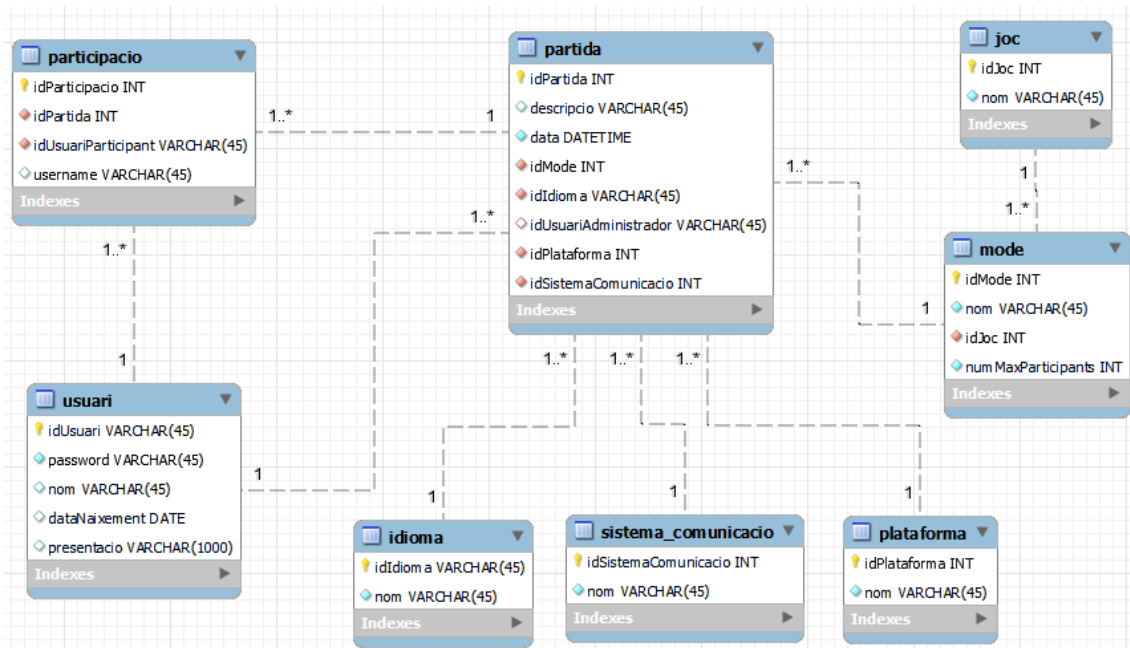 participacio
idParticipacio INT
idPartida INT
idUsuariParticipant VARCHAR(45)
username VARCHAR(45)
Indexes
partida
idPartida INT
descripcio VARCHAR(45)
data DATETIME
idMode INT
idIdioma VARCHAR(45)
idUsuariAdministrador VARCHAR(45)
idPlataforma INT
idSistemaComunicacio INT
Indexes
joc
idJoc INT
nom VARCHAR(45)
Indexes
mode
idMode INT
nom VARCHAR(45)
idJoc INT
numMaxParticipants INT
Indexes
usuari
idUsuari VARCHAR(45)
password VARCHAR(45)
nom VARCHAR(45)
dataNaixement DATE
presentacio VARCHAR(1000)
Indexes
idioma
idIdioma VARCHAR(45)
nom VARCHAR(45)
Indexes
sistema_comunicacio
idSistemaComunicacio INT
nom VARCHAR(45)
Indexes
plataforma
idPlataforma INT
nom VARCHAR(45)
Indexes
1..*
1
1..*
1
1..*
1
1..*
1
1
1..*
1..*
1..*
1..*
1
1
1